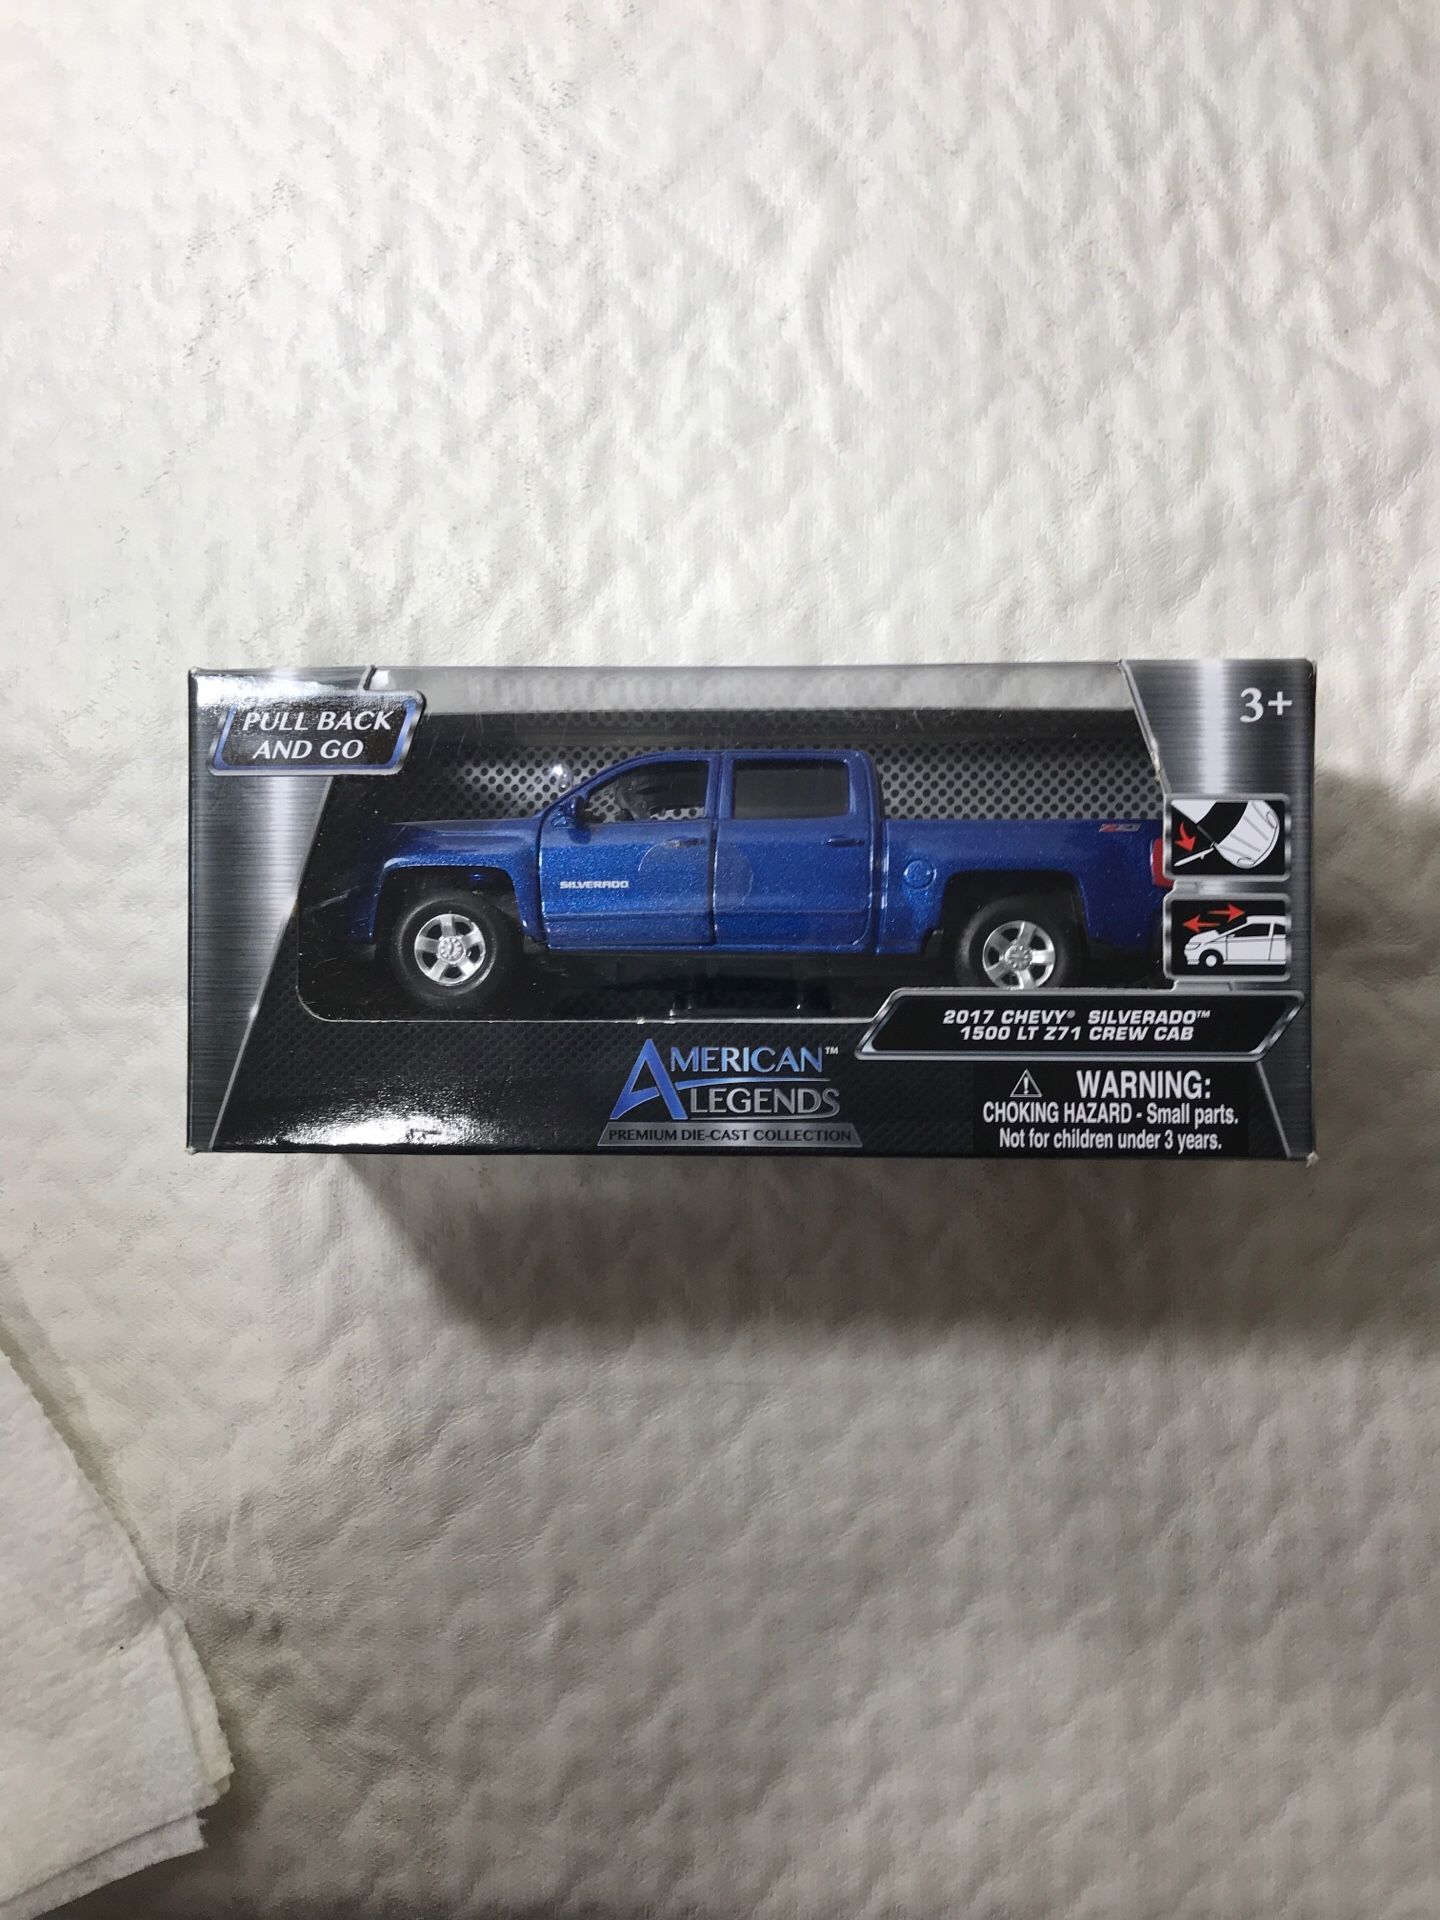 PULL BACK
AND GO
3+
SILVERADO
Z71
2017 CHEVY® SILVERADO™
1500 LT Z71 CREW CAB
AMERICAN™
LEGENDS
PREMIUM DIE-CAST COLLECTION
WARNING:
CHOKING HAZARD - Small parts.
Not for children under 3 years.